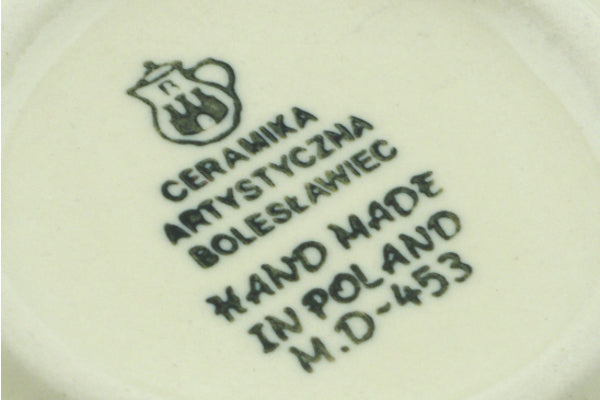 R
CERAMIKA
ARTYSTYCZNA
BOLESŁAWIEC
HAND MADE
IN POLAND
M.D-453